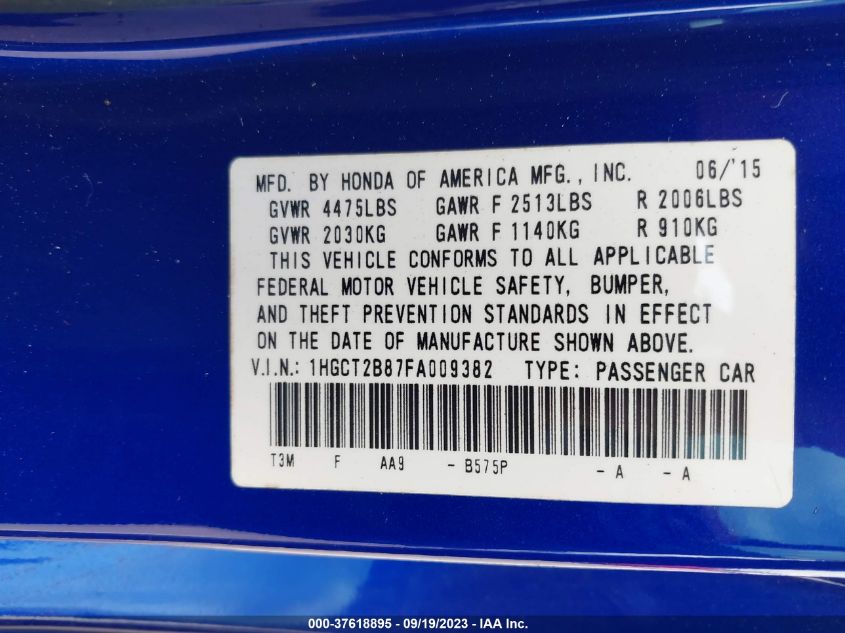 MFD. BY HONDA OF AMERICA MFG., INC. 06/'15
GVWR 4475LBS GAWR F 2513LBS R 2006LBS
GVWR 2030KG GAWR F 1140KG R 910KG
THIS VEHICLE CONFORMS TO ALL APPLICABLE
FEDERAL MOTOR VEHICLE SAFETY, BUMPER,
AND THEFT PREVENTION STANDARDS IN EFFECT
ON THE DATE OF MANUFACTURE SHOWN ABOVE.
V.I.N.: 1HGCT2B87FA009382 TYPE: PASSENGER CAR
T3M F AA9 - B575P - A - A
000-37618895 - 09/19/2023 - IAA Inc.